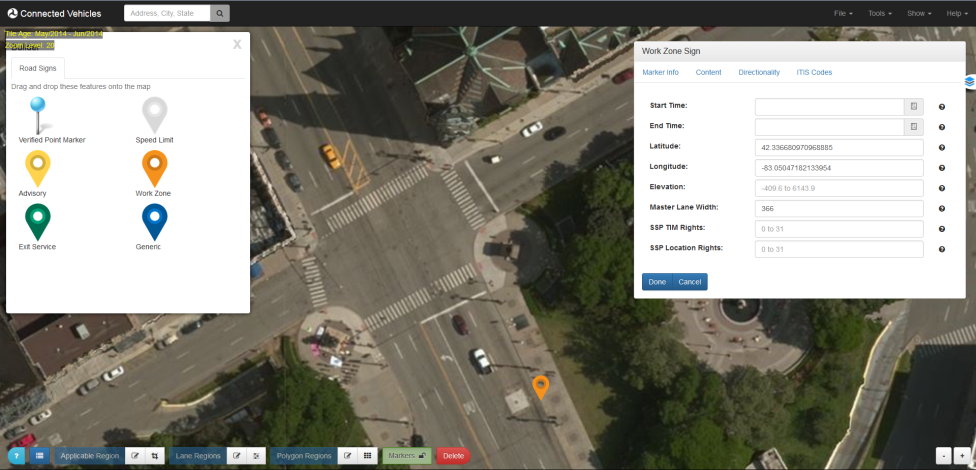 Connected Vehicles
Address, City, State
File
Tools
Show
Help
Tile Age: May/2014 - Jun/2014
Zoom Level: 20
X
Road Signs
Drag and drop these features onto the map
Verified Point Marker
Speed Limit
Advisory
Work Zone
Exit Service
Generic
Work Zone Sign
Marker Info
Content
Directionality
ITIS Codes
Start Time:
End Time:
Latitude: 42.336680970968885
Longitude: -83.05047182133954
Elevation: -409.6 to 6143.9
Master Lane Width: 366
SSP TIM Rights: 0 to 31
SSP Location Rights: 0 to 31
Done
Cancel
?
Applicable Region
Lane Regions
Polygon Regions
Markers
Delete
-
+